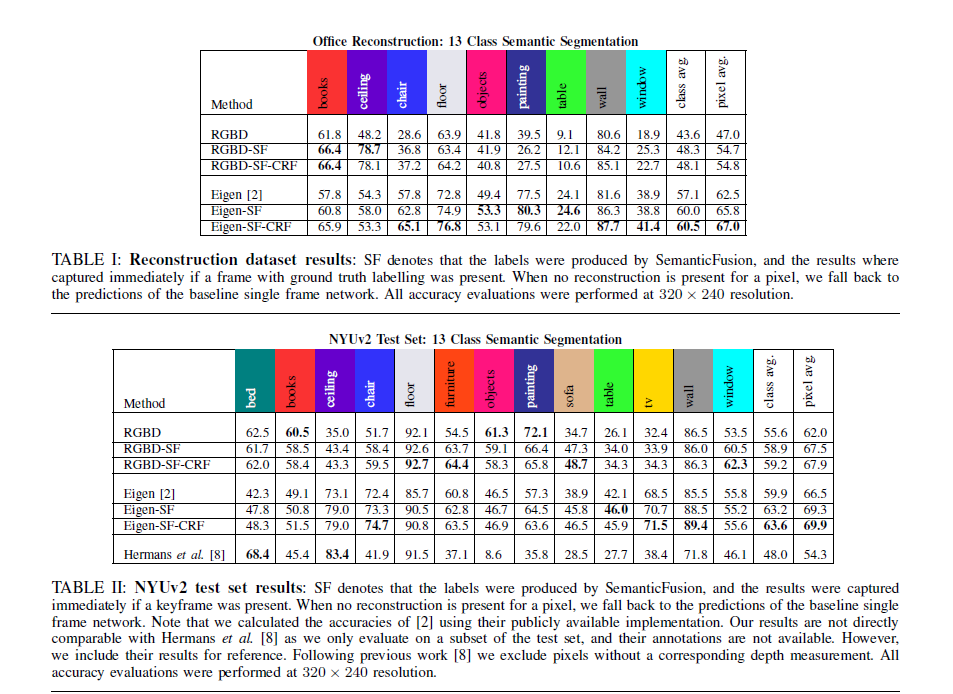 Office Reconstruction: 13 Class Semantic Segmentation
Method books ceiling chair floor objects painting table wall window class avg. pixel avg.
RGBD 61.8 48.2 28.6 63.9 41.8 39.5 9.1 80.6 18.9 43.6 47.0
RGBD-SF 66.4 78.7 36.8 63.4 41.9 26.2 12.1 84.2 25.3 48.3 54.7
RGBD-SF-CRF 66.4 78.1 37.2 64.2 40.8 27.5 10.6 85.1 22.7 48.1 54.8
Eigen [2] 57.8 54.3 57.8 72.8 49.4 77.5 24.1 81.6 38.9 57.1 62.5
Eigen-SF 60.8 58.0 62.8 74.9 53.3 80.3 24.6 86.3 38.8 60.0 65.8
Eigen-SF-CRF 65.9 53.3 65.1 76.8 53.1 79.6 22.0 87.7 41.4 60.5 67.0
TABLE I: Reconstruction dataset results: SF denotes that the labels were produced by SemanticFusion, and the results where
captured immediately if a frame with ground truth labelling was present. When no reconstruction is present for a pixel, we fall back to
the predictions of the baseline single frame network. All accuracy evaluations were performed at 320 × 240 resolution.
NYUv2 Test Set: 13 Class Semantic Segmentation
Method bed books ceiling chair floor furniture objects painting sofa table tv wall window class avg. pixel avg.
RGBD 62.5 60.5 35.0 51.7 92.1 54.5 61.3 72.1 34.7 26.1 32.4 86.5 53.5 55.6 62.0
RGBD-SF 61.7 58.5 43.4 58.4 92.6 63.7 59.1 66.4 47.3 34.0 33.9 86.0 60.5 58.9 67.5
RGBD-SF-CRF 62.0 58.4 43.3 59.5 92.7 64.4 58.3 65.8 48.7 34.3 34.3 86.3 62.3 59.2 67.9
Eigen [2] 42.3 49.1 73.1 72.4 85.7 60.8 46.5 57.3 38.9 42.1 68.5 85.5 55.8 59.9 66.5
Eigen-SF 47.8 50.8 79.0 73.3 90.5 62.8 46.7 64.5 45.8 46.0 70.7 88.5 55.2 63.2 69.3
Eigen-SF-CRF 48.3 51.5 79.0 74.7 90.8 63.5 46.9 63.6 46.5 45.9 71.5 89.4 55.6 63.6 69.9
Hermans et al. [8] 68.4 45.4 83.4 41.9 91.5 37.1 8.6 35.8 28.5 27.7 38.4 71.8 46.1 48.0 54.3
TABLE II: NYUv2 test set results: SF denotes that the labels were produced by SemanticFusion, and the results were captured
immediately if a keyframe was present. When no reconstruction is present for a pixel, we fall back to the predictions of the baseline single
frame network. Note that we calculated the accuracies of [2] using their publicly available implementation. Our results are not directly
comparable with Hermans et al. [8] as we only evaluate on a subset of the test set, and their annotations are not available. However,
we include their results for reference. Following previous work [8] we exclude pixels without a corresponding depth measurement. All
accuracy evaluations were performed at 320 × 240 resolution.